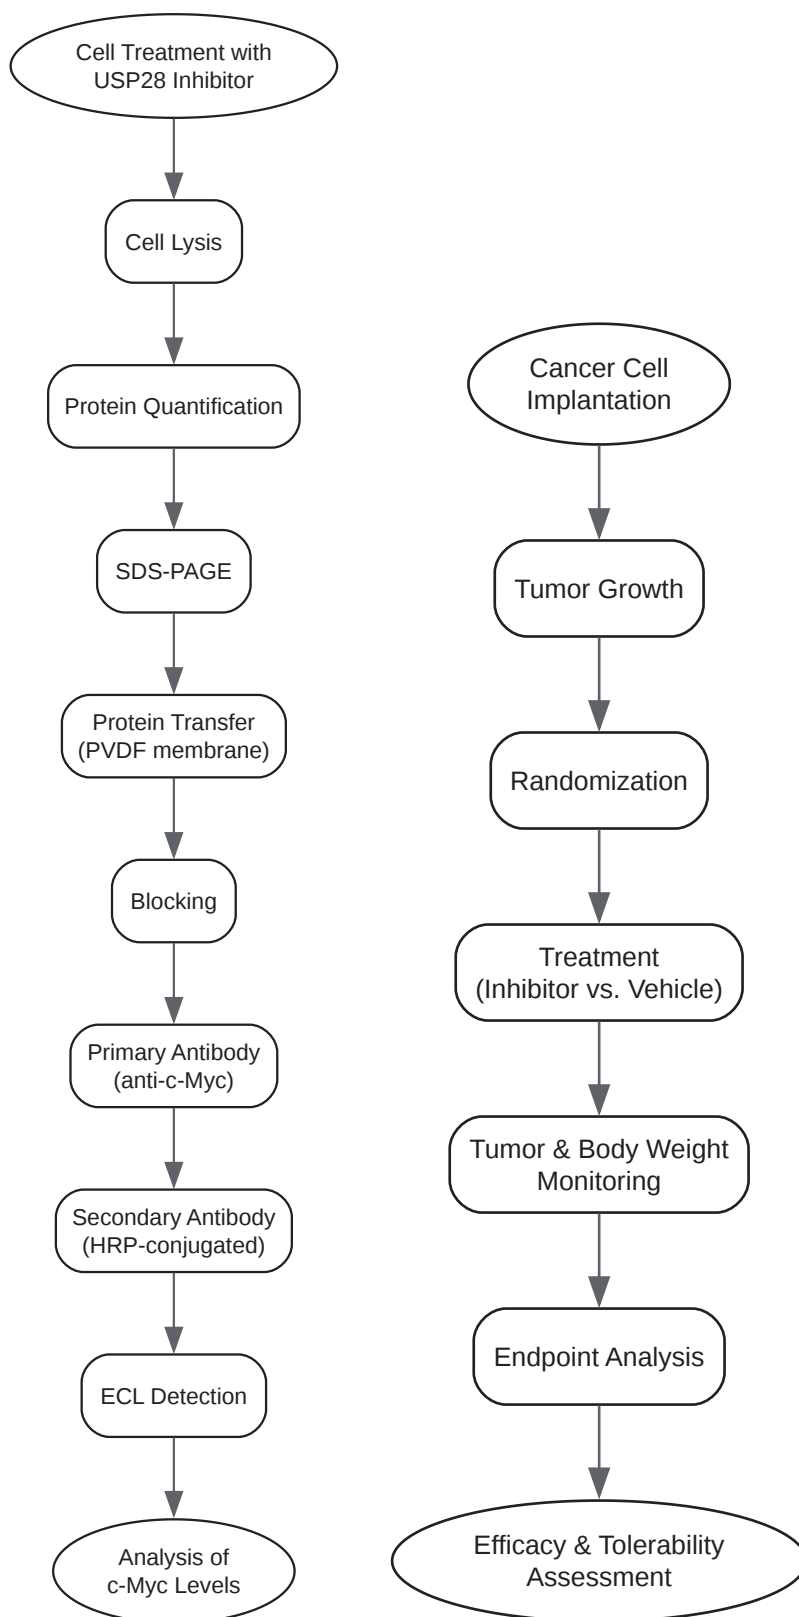 Cell Treatment with
USP28 Inhibitor
Cell Lysis
Protein Quantification
SDS-PAGE
Protein Transfer
(PVDF membrane)
Blocking
Primary Antibody
(anti-c-Myc)
Secondary Antibody
(HRP-conjugated)
ECL Detection
Analysis of
c-Myc Levels
Cancer Cell
Implantation
Tumor Growth
Randomization
Treatment
(Inhibitor vs. Vehicle)
Tumor & Body Weight
Monitoring
Endpoint Analysis
Efficacy & Tolerability
Assessment